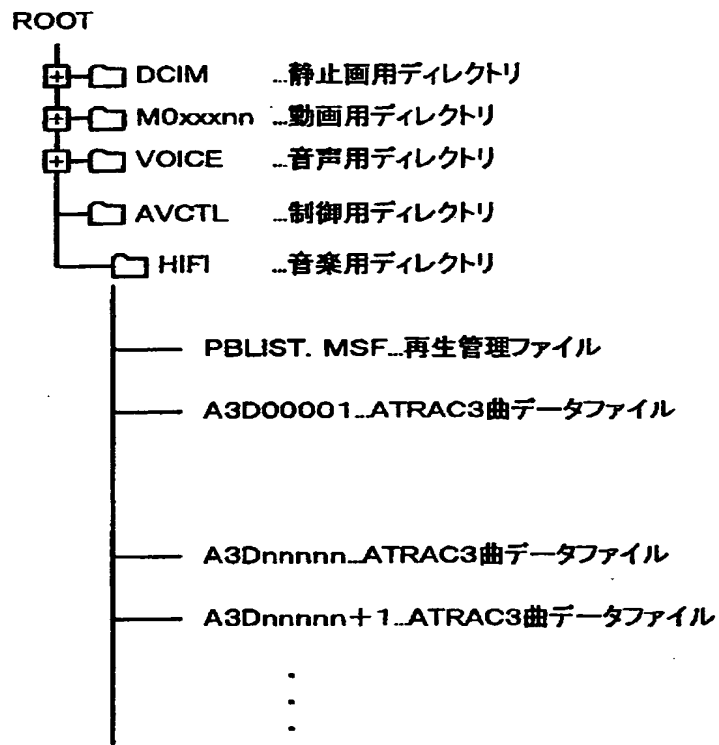 ROOT
DCIM ...静止画用ディレクトリ
M0xxxnn ...動画用ディレクトリ
VOICE ...音声用ディレクトリ
AVCTL ...制御用ディレクトリ
HIFI ...音楽用ディレクトリ
PBLIST. MSF...再生管理ファイル
A3D00001...ATRAC3曲データファイル
A3Dnnnnn...ATRAC3曲データファイル
A3Dnnnnn+1...ATRAC3曲データファイル